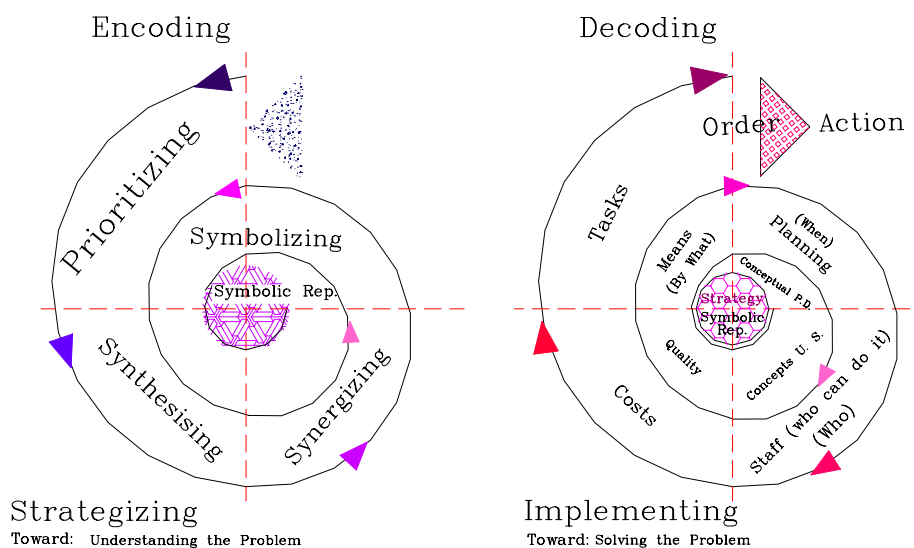 Encoding
Prioritizing
Symbolizing
Symbolic Rep.
Synthesising
Synergizing
Strategizing
Toward: Understanding the Problem
Decoding
Order
Action
Tasks
Means
(By What)
(When)
Planning
Conceptual P.D.
Strategy
Symbolic
Rep.
Quality
Concepts U. S.
Costs
Staff (who can do it)
(Who)
Implementing
Toward: Solving the Problem